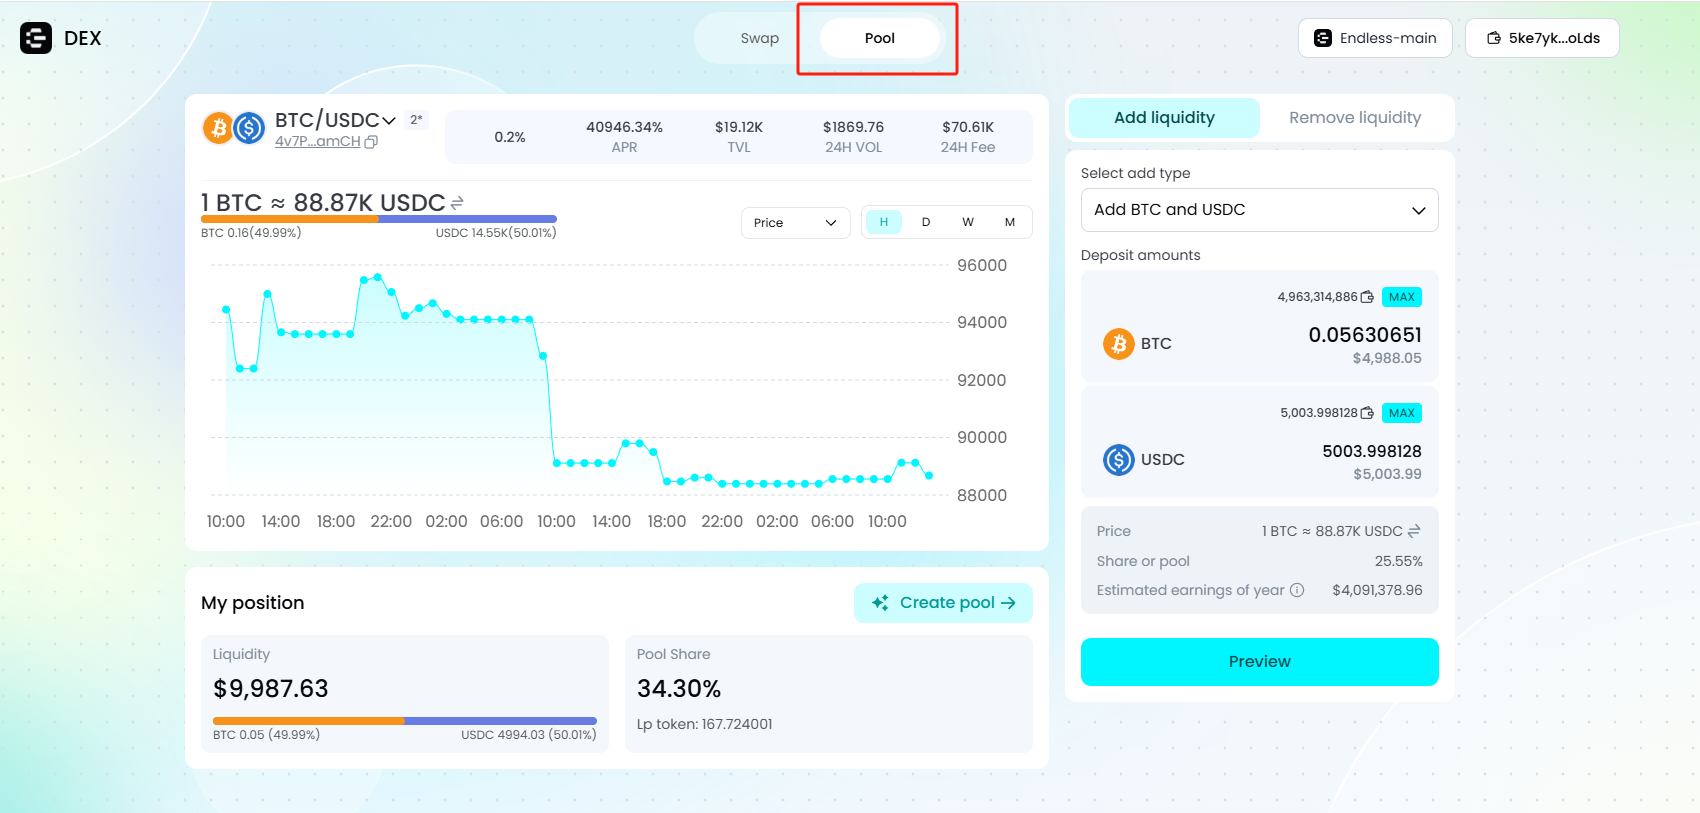 DEX
Swap
Pool
Endless-main
5ke7yk...oLds
BTC/USDC
2*
4v7P...amCH
0.2%
40946.34%
APR
$19.12K
TVL
$1869.76
24H VOL
$70.61K
24H Fee
1 BTC ≈ 88.87K USDC
BTC 0.16(49.99%)
USDC 14.55K(50.01%)
Price
H
D
W
M
96000
94000
92000
90000
88000
10:00 14:00 18:00 22:00 02:00 06:00 10:00 14:00 18:00 22:00 02:00 06:00 10:00
My position
Create pool
Liquidity
$9,987.63
BTC 0.05 (49.99%)
USDC 4994.03 (50.01%)
Pool Share
34.30%
Lp token: 167.724001
Add liquidity
Remove liquidity
Select add type
Add BTC and USDC
Deposit amounts
4,963,314,886
MAX
BTC
0.05630651
$4,988.05
5,003.998128
MAX
USDC
5003.998128
$5,003.99
Price
1 BTC ≈ 88.87K USDC
Share or pool
25.55%
Estimated earnings of year
$4,091,378.96
Preview